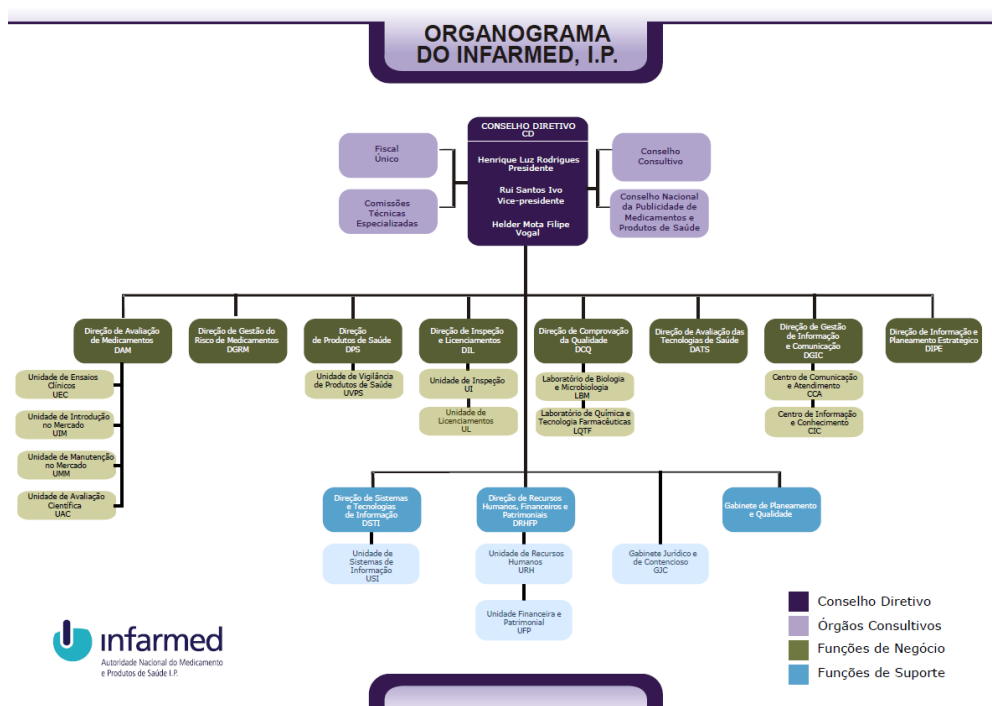 ORGANOGRAMA
DO INFARMED, I.P.
CONSELHO DIRETIVO
CD
Henrique Luz Rodrigues
Presidente
Rui Santos Ivo
Vice-presidente
Helder Mota Filipe
Vogal
Fiscal
Único
Comissões
Técnicas
Especializadas
Conselho
Consultivo
Conselho Nacional
da Publicidade de
Medicamentos e
Produtos de Saúde
Direção de Avaliação
de Medicamentos
DAM
Direção de Gestão do
Risco de Medicamentos
DGRM
Direção
de Produtos de Saúde
DPS
Direção de Inspeção
e Licenciamentos
DIL
Direção de Comprovação
da Qualidade
DCQ
Direção de Avaliação das
Tecnologias de Saúde
DATS
Direção de Gestão
de Informação
e Comunicação
DGIC
Direção de Informação e
Planeamento Estratégico
DIPE
Unidade de Ensaios
Clínicos
UEC
Unidade de Introdução
no Mercado
UIM
Unidade de Manutenção
no Mercado
UMM
Unidade de Avaliação
Científica
UAC
Unidade de Vigilância
de Produtos de Saúde
UVPS
Unidade de Inspeção
UI
Unidade de
Licenciamentos
UL
Laboratório de Biologia
e Microbiologia
LBM
Laboratório de Química e
Tecnologia Farmacêuticas
LQTF
Centro de Comunicação
e Atendimento
CCA
Centro de Informação
e Conhecimento
CIC
Direção de Sistemas
e Tecnologias
de Informação
DSTI
Direção de Recursos
Humanos, Financeiros e
Patrimoniais
DRHFP
Gabinete de Planeamento
e Qualidade
Unidade de
Sistemas de
Informação
USI
Unidade de Recursos
Humanos
URH
Gabinete Jurídico e
de Contencioso
GJC
Unidade Financeira e
Patrimonial
UFP
Conselho Diretivo
Órgãos Consultivos
Funções de Negócio
Funções de Suporte
infarmed
Autoridade Nacional do Medicamento
e Produtos de Saúde I.P.